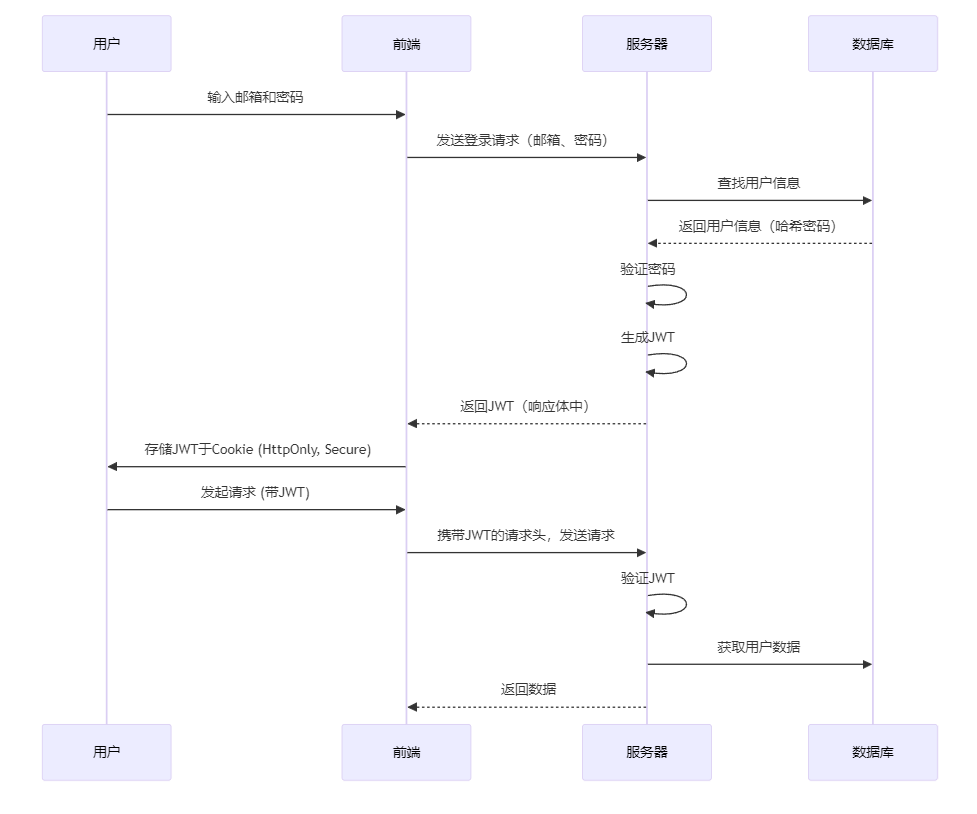 用户
前端
服务器
数据库
输入邮箱和密码
发送登录请求（邮箱、密码）
查找用户信息
返回用户信息（哈希密码）
验证密码
生成JWT
返回JWT（响应体中）
存储JWT于Cookie (HttpOnly, Secure)
发起请求 (带JWT)
携带JWT的请求头，发送请求
验证JWT
获取用户数据
返回数据
用户
前端
服务器
数据库